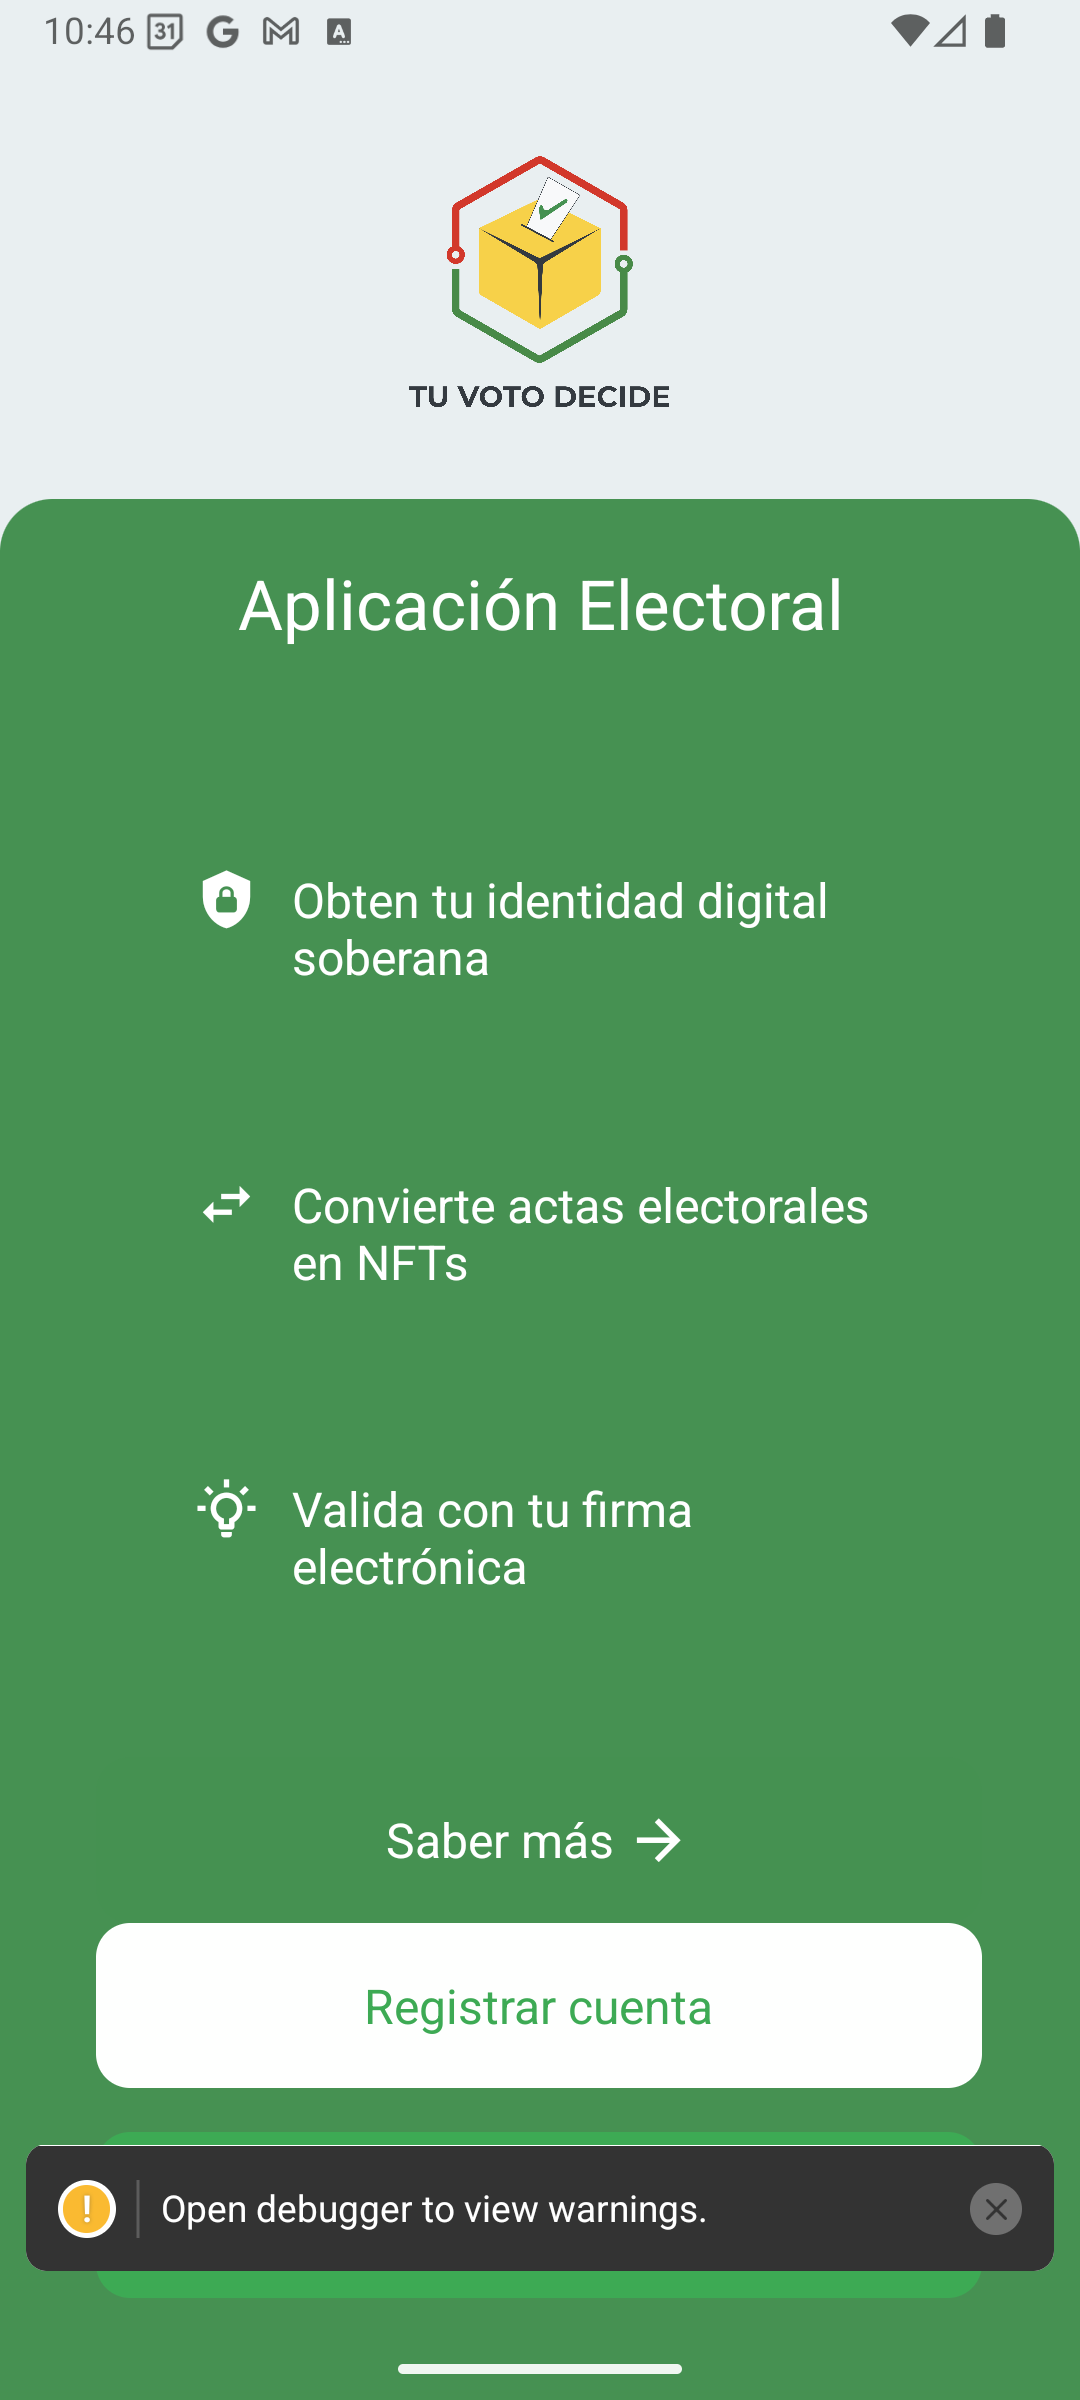 10:46
31
TU VOTO DECIDE
Aplicación Electoral
Obten tu identidad digital
soberana
Convierte actas electorales
en NFTs
Valida con tu firma
electrónica
Saber más
Registrar cuenta
Open debugger to view warnings.